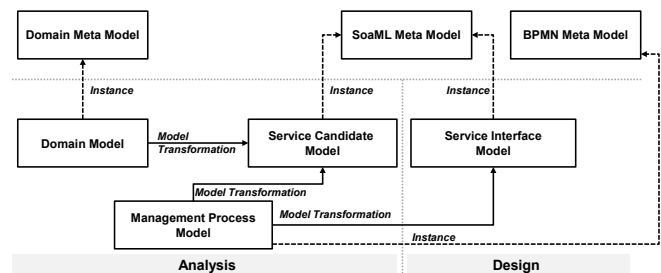 Domain Meta Model
SoaML Meta Model
BPMN Meta Model
Instance
Instance
Instance
Domain Model
Model
Transformation
Service Candidate
Model
Service Interface
Model
Model Transformation
Management Process
Model
Model Transformation
Instance
Analysis
Design